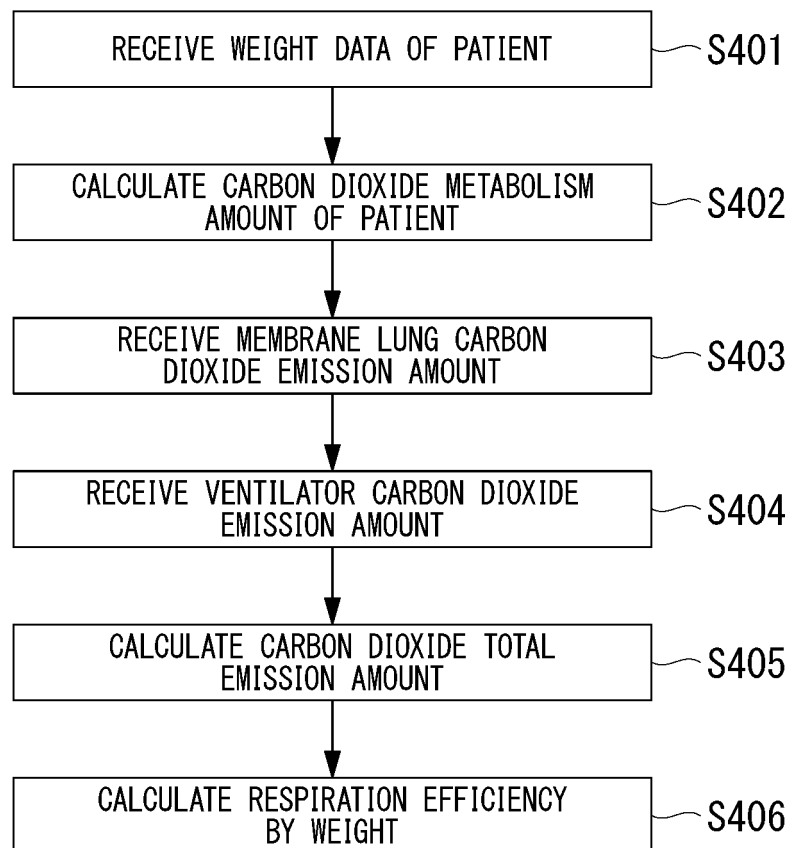 RECEIVE WEIGHT DATA OF PATIENT
S401
CALCULATE CARBON DIOXIDE METABOLISM
AMOUNT OF PATIENT
S402
RECEIVE MEMBRANE LUNG CARBON
DIOXIDE EMISSION AMOUNT
S403
RECEIVE VENTILATOR CARBON DIOXIDE
EMISSION AMOUNT
S404
CALCULATE CARBON DIOXIDE TOTAL
EMISSION AMOUNT
S405
CALCULATE RESPIRATION EFFICIENCY
BY WEIGHT
S406